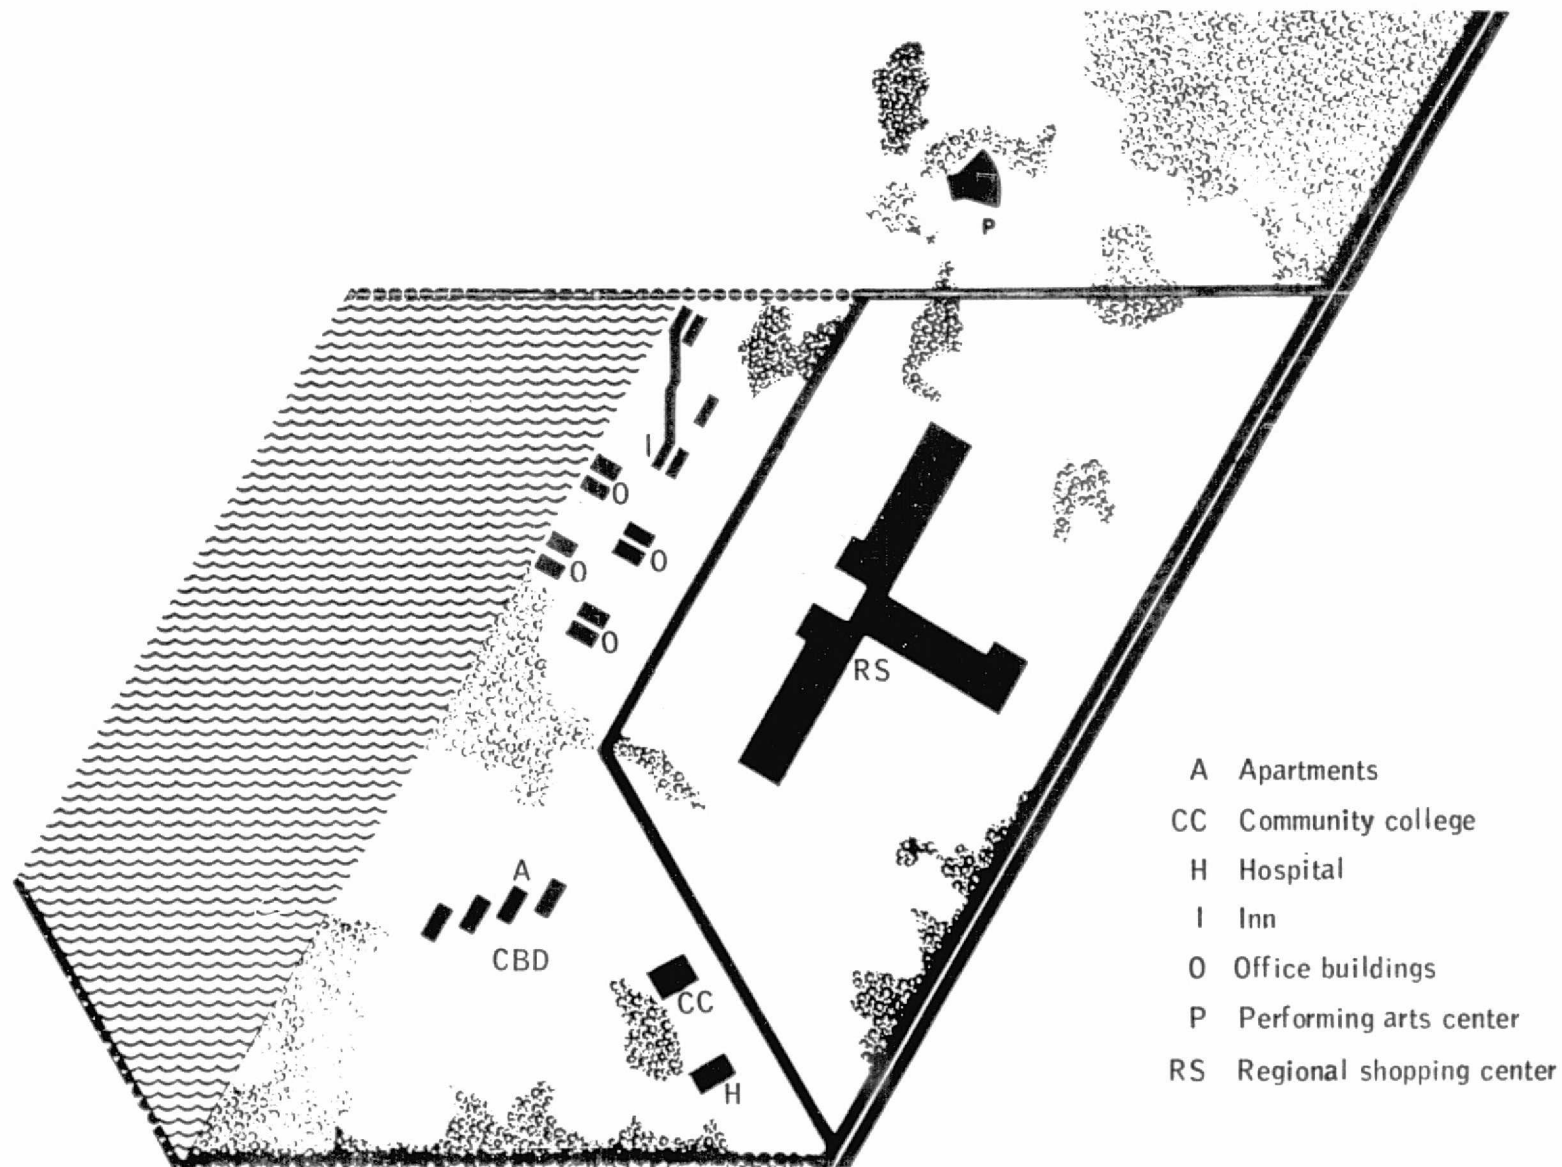 P
I
O
O
O
O
RS
A
CBD
CC
H
A Apartments
CC Community college
H Hospital
I Inn
O Office buildings
P Performing arts center
RS Regional shopping center